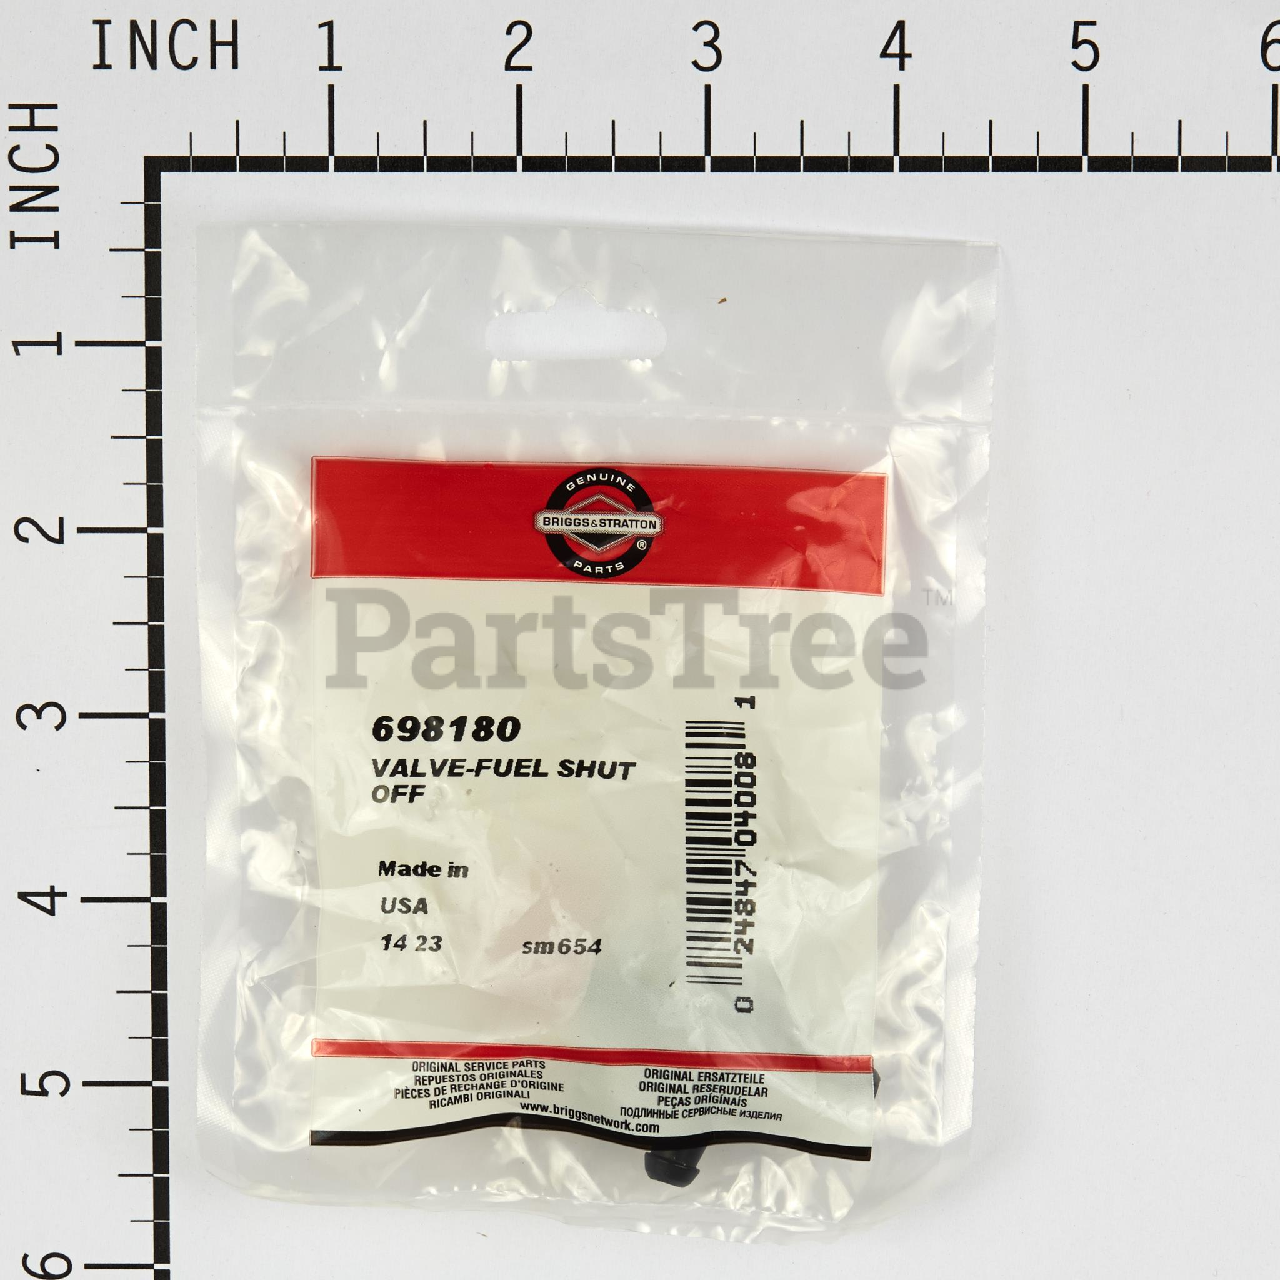 INCH 1 2 3 4 5 6
INCH
1
2
3
4
5
6
GENUINE
BRIGGS&STRATTON
®
PARTS
PartsTree™
698180
VALVE-FUEL SHUT
OFF
Made in
USA
14 23 sm654
0 24847 04008 1
ORIGINAL SERVICE PARTS
REPUESTOS ORIGINALES
PIÈCES DE RECHANGE D'ORIGINE
RICAMBI ORIGINALI
ORIGINAL ERSATZTEILE
ORIGINAL RESERUDELAR
PEÇAS ORIGINAIS
ПОДЛИННЫЕ СЕРВИСНЫЕ ИЗДЕЛИЯ
www.briggsnetwork.com